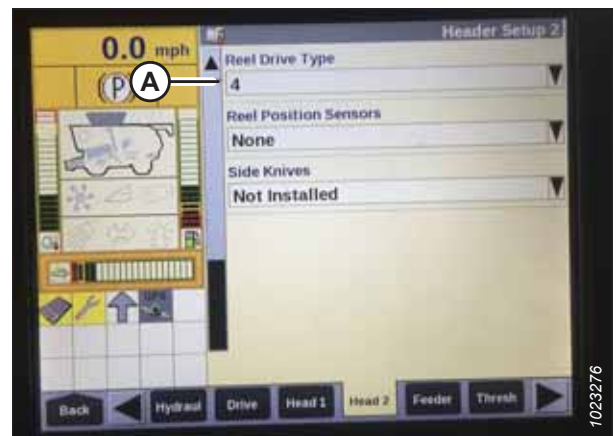 0.0 mph
Header Setup 2
(P)
A
Reel Drive Type
4
Reel Position Sensors
None
Side Knives
Not Installed
Back
Hydraul
Drive
Head 1
Head 2
Feeder
Thresh
1023276